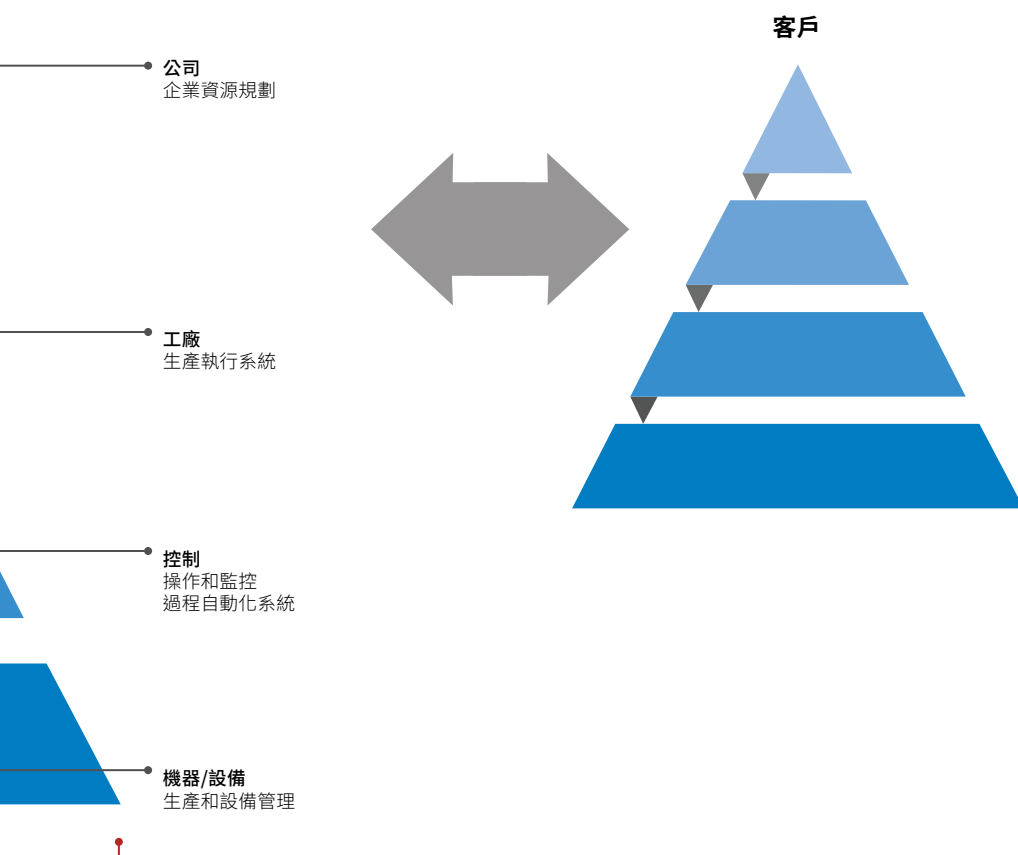 客戶
公司
企業資源規劃
工廠
生產執行系統
控制
操作和監控
過程自動化系統
機器/設備
生產和設備管理